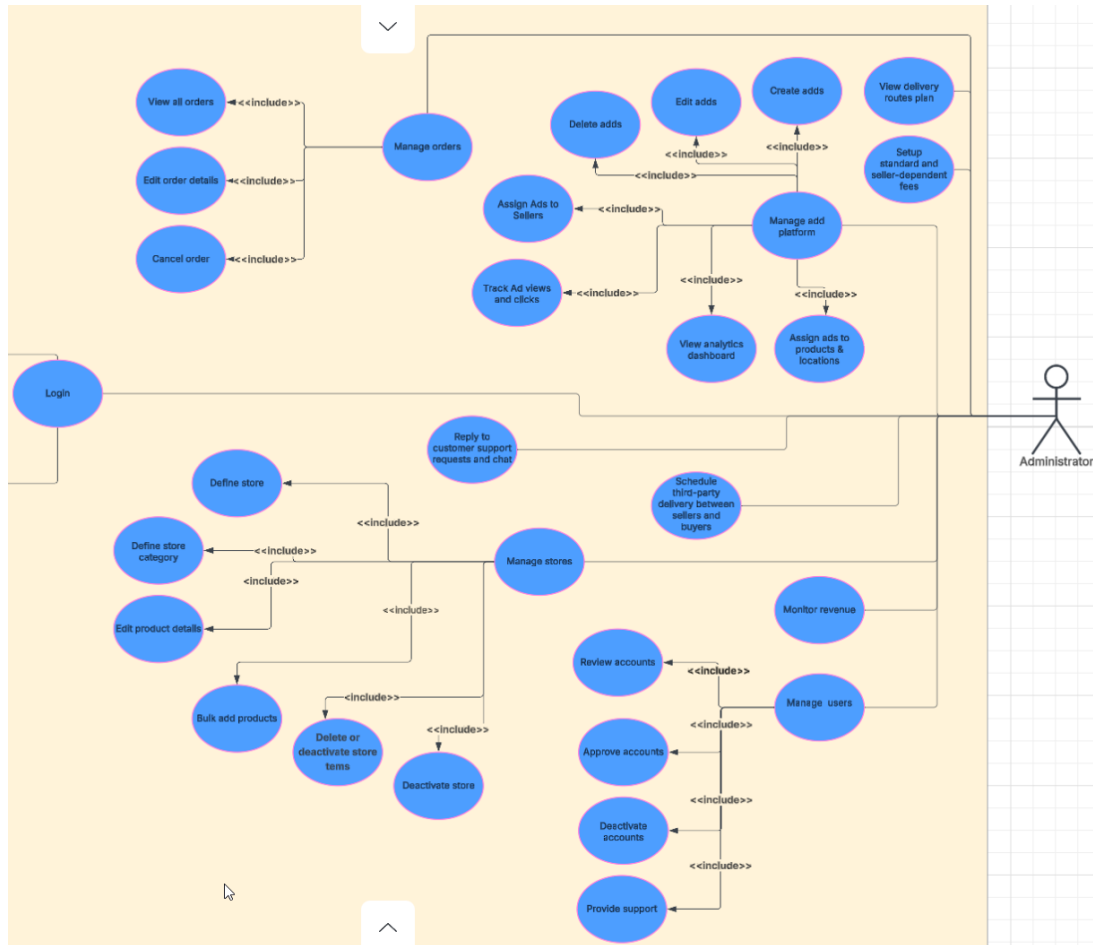 View all orders
<<include>>
Edit order details
<<include>>
Cancel order
<<include>>
Manage orders
Delete adds
Edit adds
Create adds
<<include>>
<<include>>
<<include>>
View delivery
routes plan
Setup
standard and
seller-dependent
fees
Assign Ads to
Sellers
<<include>>
Manage add
platform
Track Ad views
and clicks
<<include>>
<<include>>
<<include>>
View analytics
dashboard
Assign ads to
products &
locations
Login
Administrator
Reply to
customer support
requests and chat
Schedule
third-party
delivery between
sellers and
buyers
Define store
<<include>>
Define store
category
<<include>>
Manage stores
<include>>
Edit product details
<<include>>
Bulk add products
<include>>
Delete or
deactivate store
tems
<<include>>
Deactivate store
Monitor revenue
Review accounts
<<include>>
Manage users
<<include>>
Approve accounts
<<include>>
Deactivate
accounts
<<include>>
Provide support